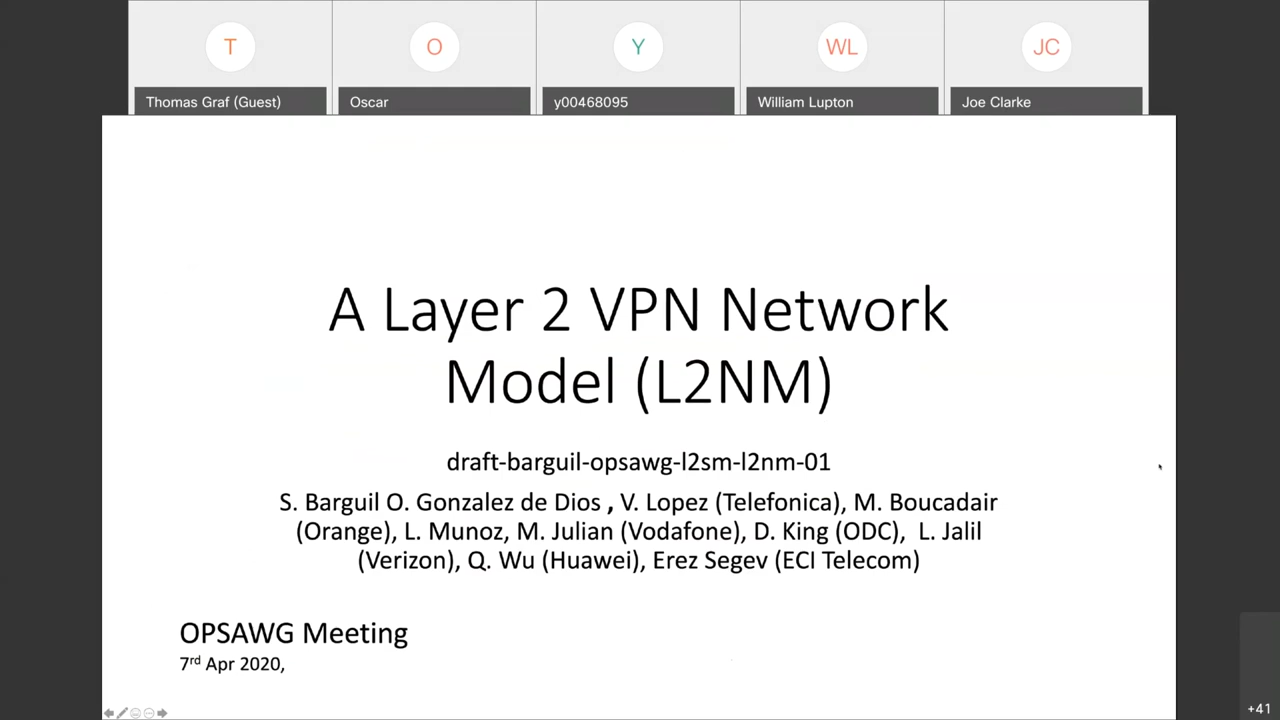 T
O
Y
WL
JC
Thomas Graf (Guest)
Oscar
y00468095
William Lupton
Joe Clarke
A Layer 2 VPN Network
Model (L2NM)
draft-barguil-opsawg-l2sm-l2nm-01
S. Barguil O. Gonzalez de Dios , V. Lopez (Telefonica), M. Boucadair
(Orange), L. Munoz, M. Julian (Vodafone), D. King (ODC), L. Jalil
(Verizon), Q. Wu (Huawei), Erez Segev (ECI Telecom)
OPSAWG Meeting
7rd Apr 2020,
+41